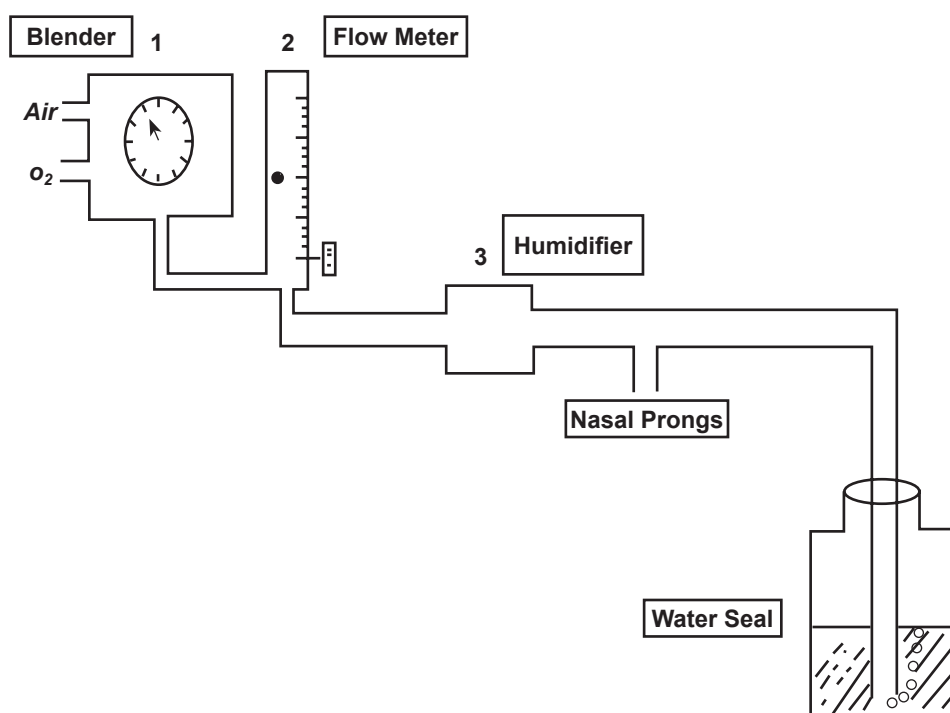 Blender
1
2
Flow Meter
Air
o₂
3
Humidifier
Nasal Prongs
Water Seal